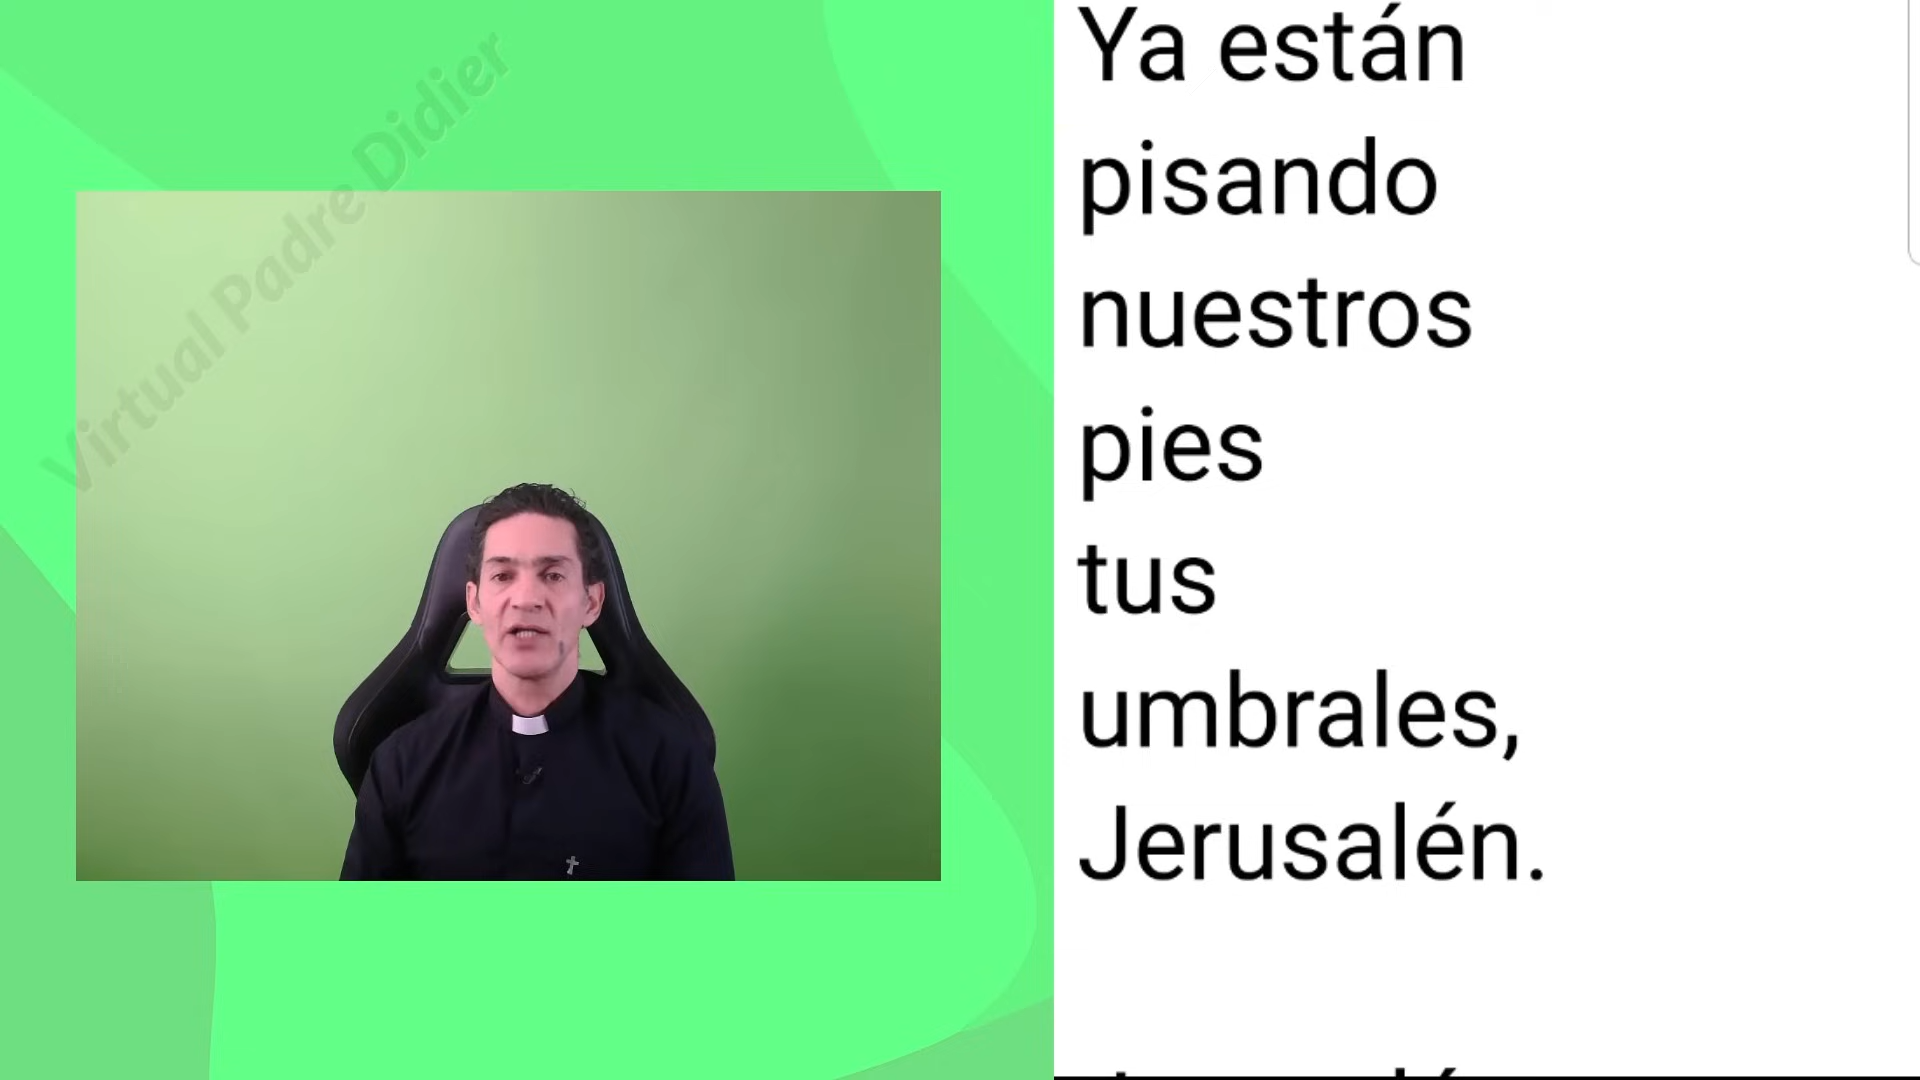 Virtual Padre Didier
Ya están
pisando
nuestros
pies
tus
umbrales,
Jerusalén.